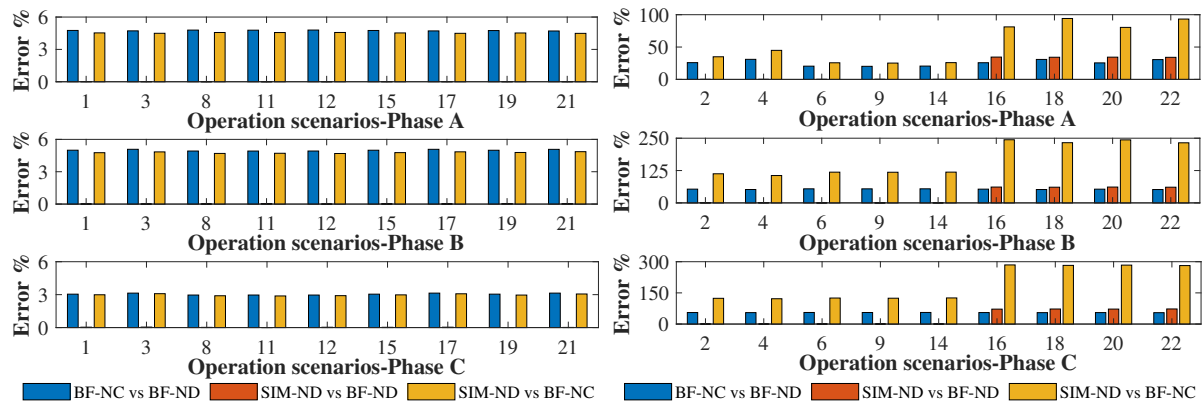 Error %
6
3
0
1 3 8 11 12 15 17 19 21
Operation scenarios-Phase A
Error %
6
3
0
1 3 8 11 12 15 17 19 21
Operation scenarios-Phase B
Error %
6
3
0
1 3 8 11 12 15 17 19 21
Operation scenarios-Phase C
BF-NC vs BF-ND SIM-ND vs BF-ND SIM-ND vs BF-NC
Error %
100
50
0
2 4 6 9 14 16 18 20 22
Operation scenarios-Phase A
Error %
250
125
0
2 4 6 9 14 16 18 20 22
Operation scenarios-Phase B
Error %
300
150
0
2 4 6 9 14 16 18 20 22
Operation scenarios-Phase C
BF-NC vs BF-ND SIM-ND vs BF-ND SIM-ND vs BF-NC